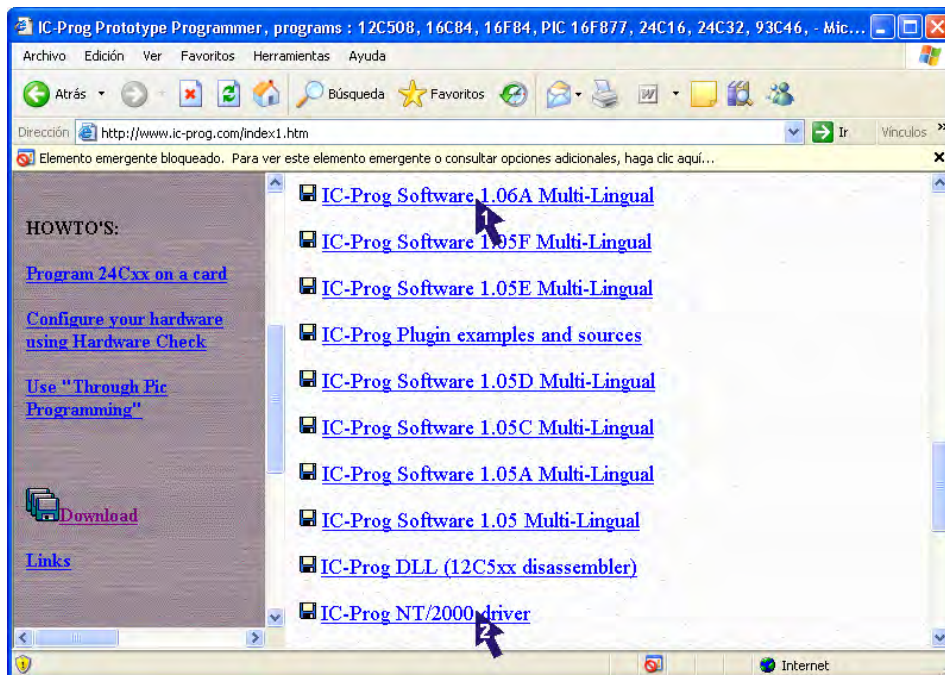 IC-Prog Prototype Programmer, programs : 12C508, 16C84, 16F84, PIC 16F877, 24C16, 24C32, 93C46, - Mic...
Archivo Edición Ver Favoritos Herramientas Ayuda
Atrás Búsqueda Favoritos W
Dirección http://www.ic-prog.com/index1.htm Ir Vínculos »
Elemento emergente bloqueado. Para ver este elemento emergente o consultar opciones adicionales, haga clic aquí...
HOWTO'S:
Program 24Cxx on a card
Configure your hardware
using Hardware Check
Use "Through Pic
Programming"
Download
Links
IC-Prog Software 1.06A Multi-Lingual
1
IC-Prog Software 1.05F Multi-Lingual
IC-Prog Software 1.05E Multi-Lingual
IC-Prog Plugin examples and sources
IC-Prog Software 1.05D Multi-Lingual
IC-Prog Software 1.05C Multi-Lingual
IC-Prog Software 1.05A Multi-Lingual
IC-Prog Software 1.05 Multi-Lingual
IC-Prog DLL (12C5xx disassembler)
IC-Prog NT/2000 driver
2
Internet